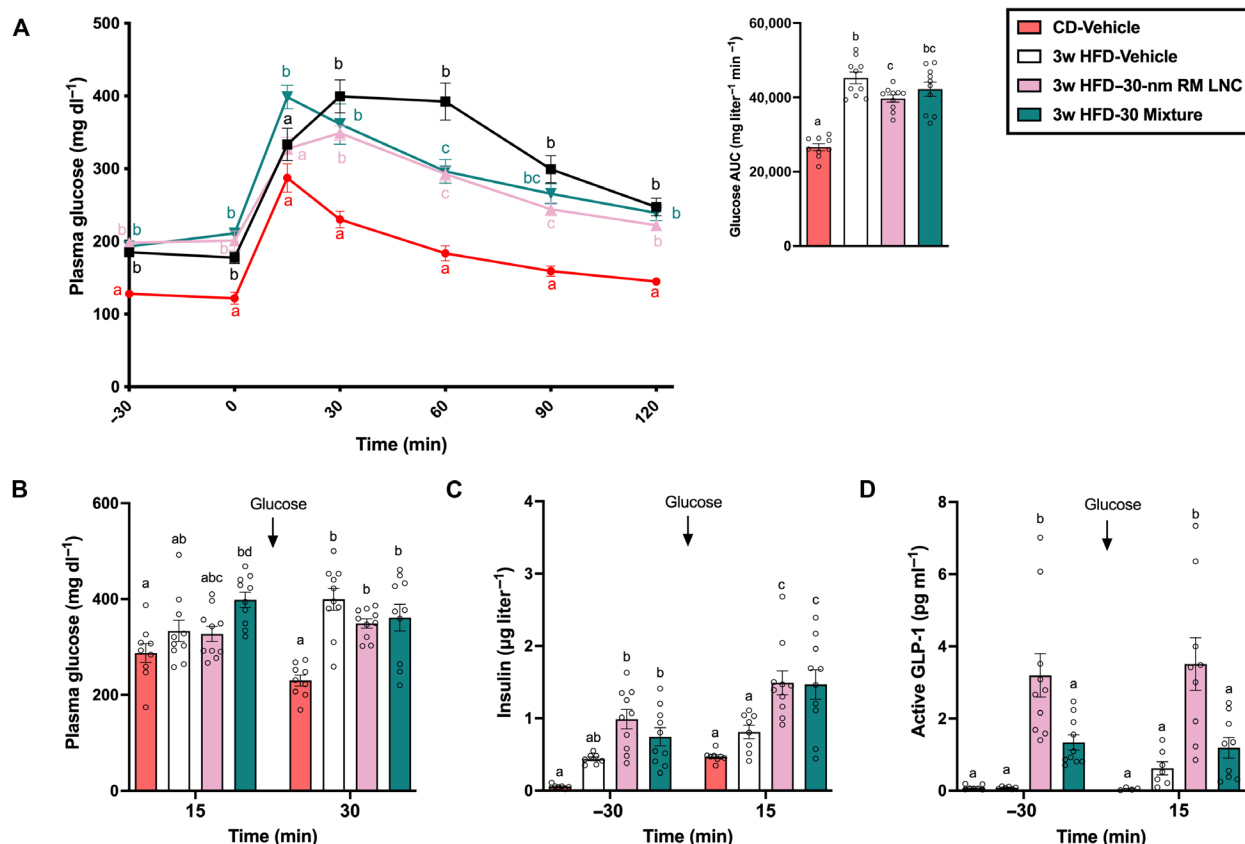 A
Plasma glucose (mg dl⁻¹)
500
400
300
200
100
0
−30
0
30
60
90
120
Time (min)
b
b
b
a
b
b
a
b
b
a
a
a
b
b
b
b
a
b
c
c
a
b
bc
c
a
b
b
b
a
Glucose AUC (mg liter⁻¹ min⁻¹)
60,000
40,000
20,000
0
a
b
c
bc
CD-Vehicle
3w HFD-Vehicle
3w HFD–30-nm RM LNC
3w HFD-30 Mixture
B
Plasma glucose (mg dl⁻¹)
600
400
200
0
Glucose
a
ab
abc
bd
a
b
b
b
15
30
Time (min)
C
Insulin (µg liter⁻¹)
4
3
2
1
0
Glucose
a
ab
b
b
a
a
c
c
−30
15
Time (min)
D
Active GLP-1 (pg ml⁻¹)
8
6
4
2
0
Glucose
a
a
b
a
a
a
b
a
−30
15
Time (min)